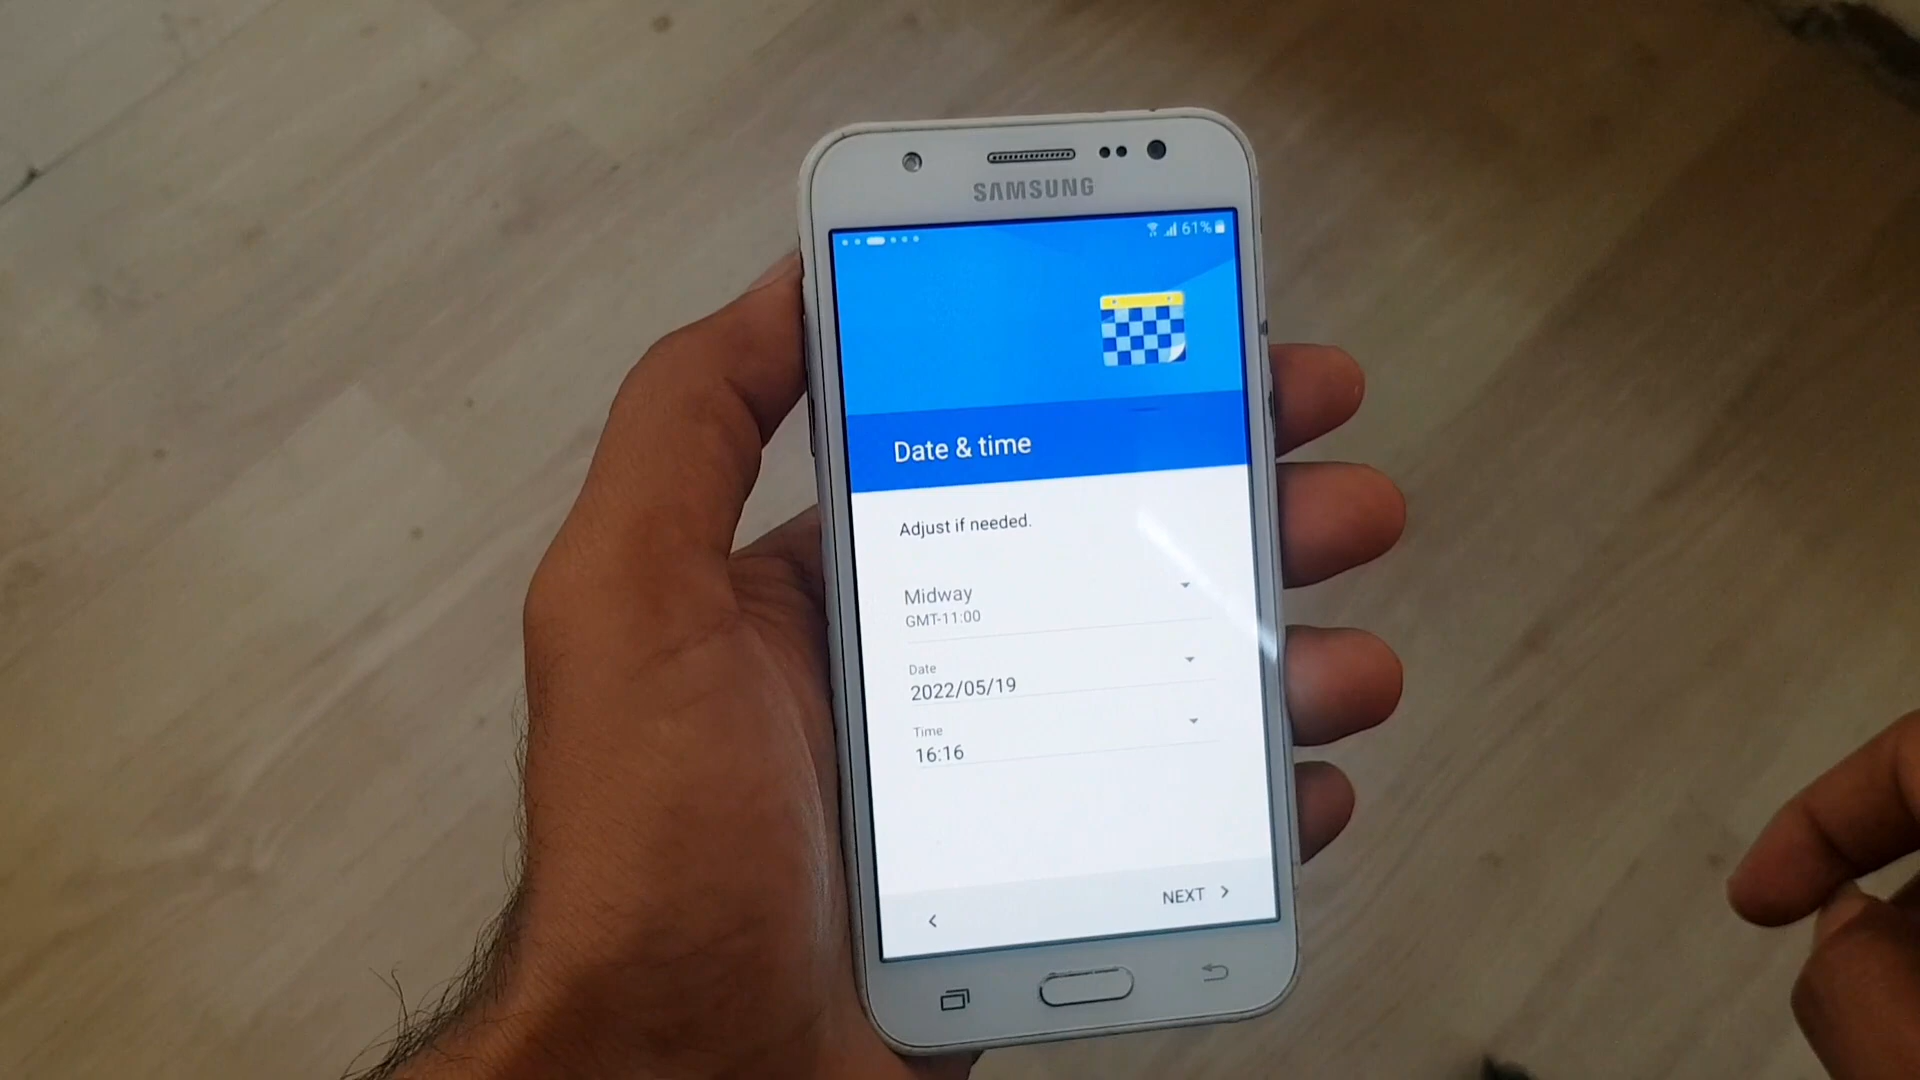 SAMSUNG
61%
Date & time
Adjust if needed.
Midway
GMT-11:00
Date
2022/05/19
Time
16:16
NEXT